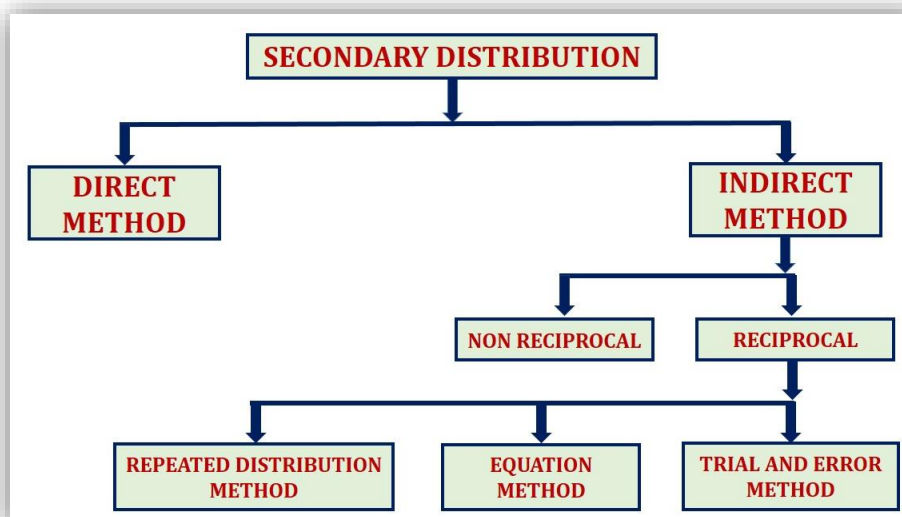 SECONDARY DISTRIBUTION
DIRECT
METHOD
INDIRECT
METHOD
NON RECIPROCAL
RECIPROCAL
REPEATED DISTRIBUTION
METHOD
EQUATION
METHOD
TRIAL AND ERROR
METHOD